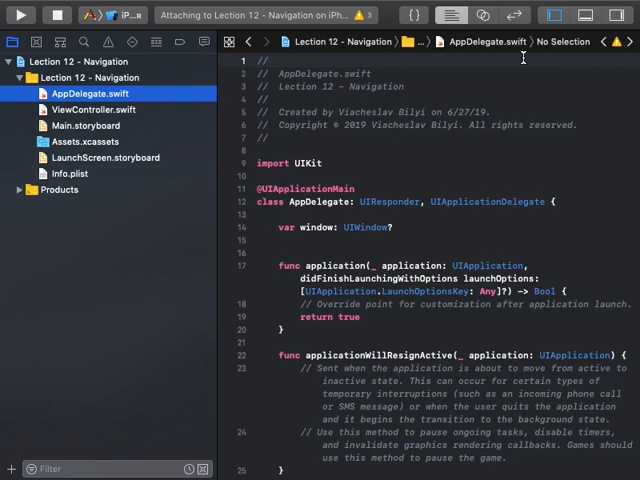 iP...R
Attaching to Lection 12 - Navigation on iPh...
3
{ }
Lection 12 - Navigation
...
AppDelegate.swift
No Selection
Lection 12 - Navigation
Lection 12 - Navigation
AppDelegate.swift
ViewController.swift
Main.storyboard
Assets.xcassets
LaunchScreen.storyboard
Info.plist
Products
Filter
1 //
2 // AppDelegate.swift
3 // Lection 12 - Navigation
4 //
5 // Created by Viacheslav Bilyi on 6/27/19.
6 // Copyright © 2019 Viacheslav Bilyi. All rights reserved.
7 //
8
9 import UIKit
10
11 @UIApplicationMain
12 class AppDelegate: UIResponder, UIApplicationDelegate {
13
14 var window: UIWindow?
15
16
17 func application(_ application: UIApplication,
didFinishLaunchingWithOptions launchOptions:
[UIApplication.LaunchOptionsKey: Any]?) -> Bool {
18 // Override point for customization after application launch.
19 return true
20 }
21
22 func applicationWillResignActive(_ application: UIApplication) {
23 // Sent when the application is about to move from active to
inactive state. This can occur for certain types of
temporary interruptions (such as an incoming phone call
or SMS message) or when the user quits the application
and it begins the transition to the background state.
24 // Use this method to pause ongoing tasks, disable timers,
and invalidate graphics rendering callbacks. Games should
use this method to pause the game.
25 }